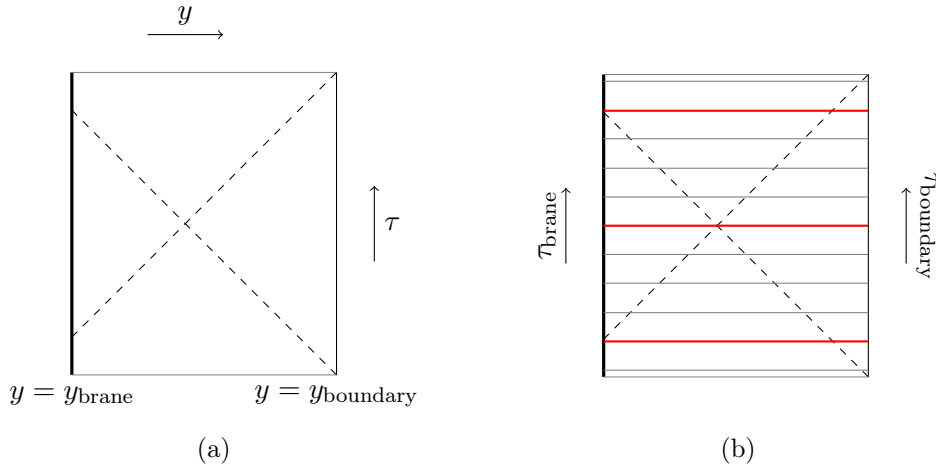 y
τ
y = y_brane
y = y_boundary
(a)
τ_brane
τ_boundary
(b)